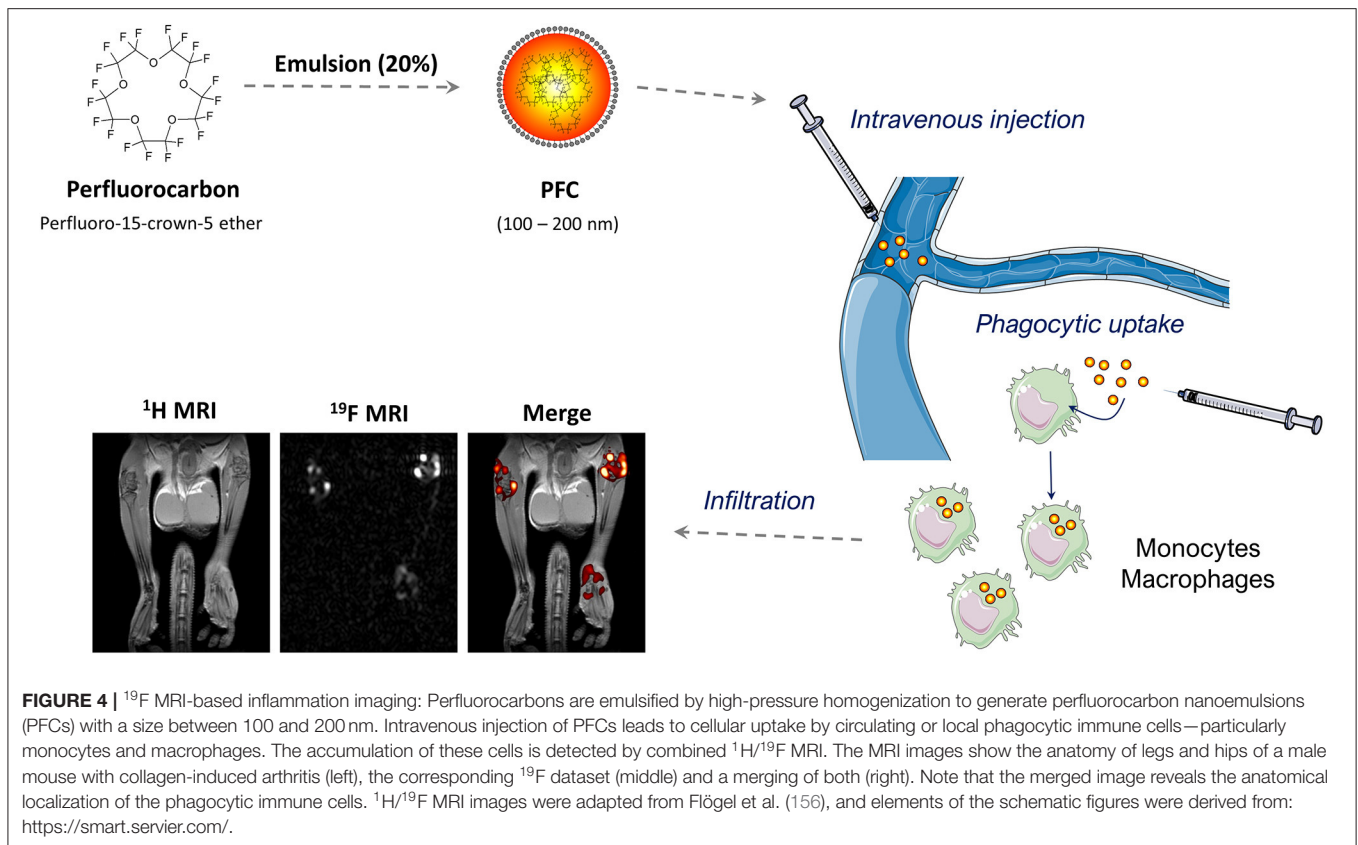 F F F F F F F F F F F F F F F F F F F F
O O O O O
Emulsion (20%)
Perfluorocarbon
Perfluoro-15-crown-5 ether
PFC
(100 – 200 nm)
Intravenous injection
Phagocytic uptake
Monocytes
Macrophages
Infiltration
¹H MRI
¹⁹F MRI
Merge
FIGURE 4 | ¹⁹F MRI-based inflammation imaging: Perfluorocarbons are emulsified by high-pressure homogenization to generate perfluorocarbon nanoemulsions
(PFCs) with a size between 100 and 200 nm. Intravenous injection of PFCs leads to cellular uptake by circulating or local phagocytic immune cells—particularly
monocytes and macrophages. The accumulation of these cells is detected by combined ¹H/¹⁹F MRI. The MRI images show the anatomy of legs and hips of a male
mouse with collagen-induced arthritis (left), the corresponding ¹⁹F dataset (middle) and a merging of both (right). Note that the merged image reveals the anatomical
localization of the phagocytic immune cells. ¹H/¹⁹F MRI images were adapted from Flögel et al. (156), and elements of the schematic figures were derived from:
https://smart.servier.com/.